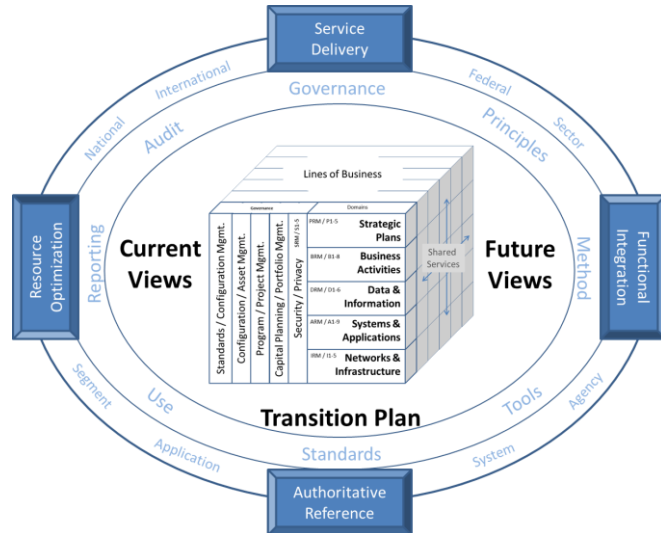 Service
Delivery
International
National
Federal
Sector
Governance
Audit
Principles
Lines of Business
Governance
Domains
Resource
Optimization
Reporting
Current
Views
Standards / Configuration Mgmt.
Configuration / Asset Mgmt.
Program / Project Mgmt.
Capital Planning / Portfolio Mgmt.
Security / Privacy
SRM / S1-5
PRM / P1-5
Strategic
Plans
BRM / B1-8
Business
Activities
DRM / D1-6
Data &
Information
ARM / A1-9
Systems &
Applications
IRM / I1-5
Networks &
Infrastructure
Shared
Services
Future
Views
Method
Functional
Integration
Segment
Use
Transition Plan
Tools
Agency
Application
Standards
System
Authoritative
Reference